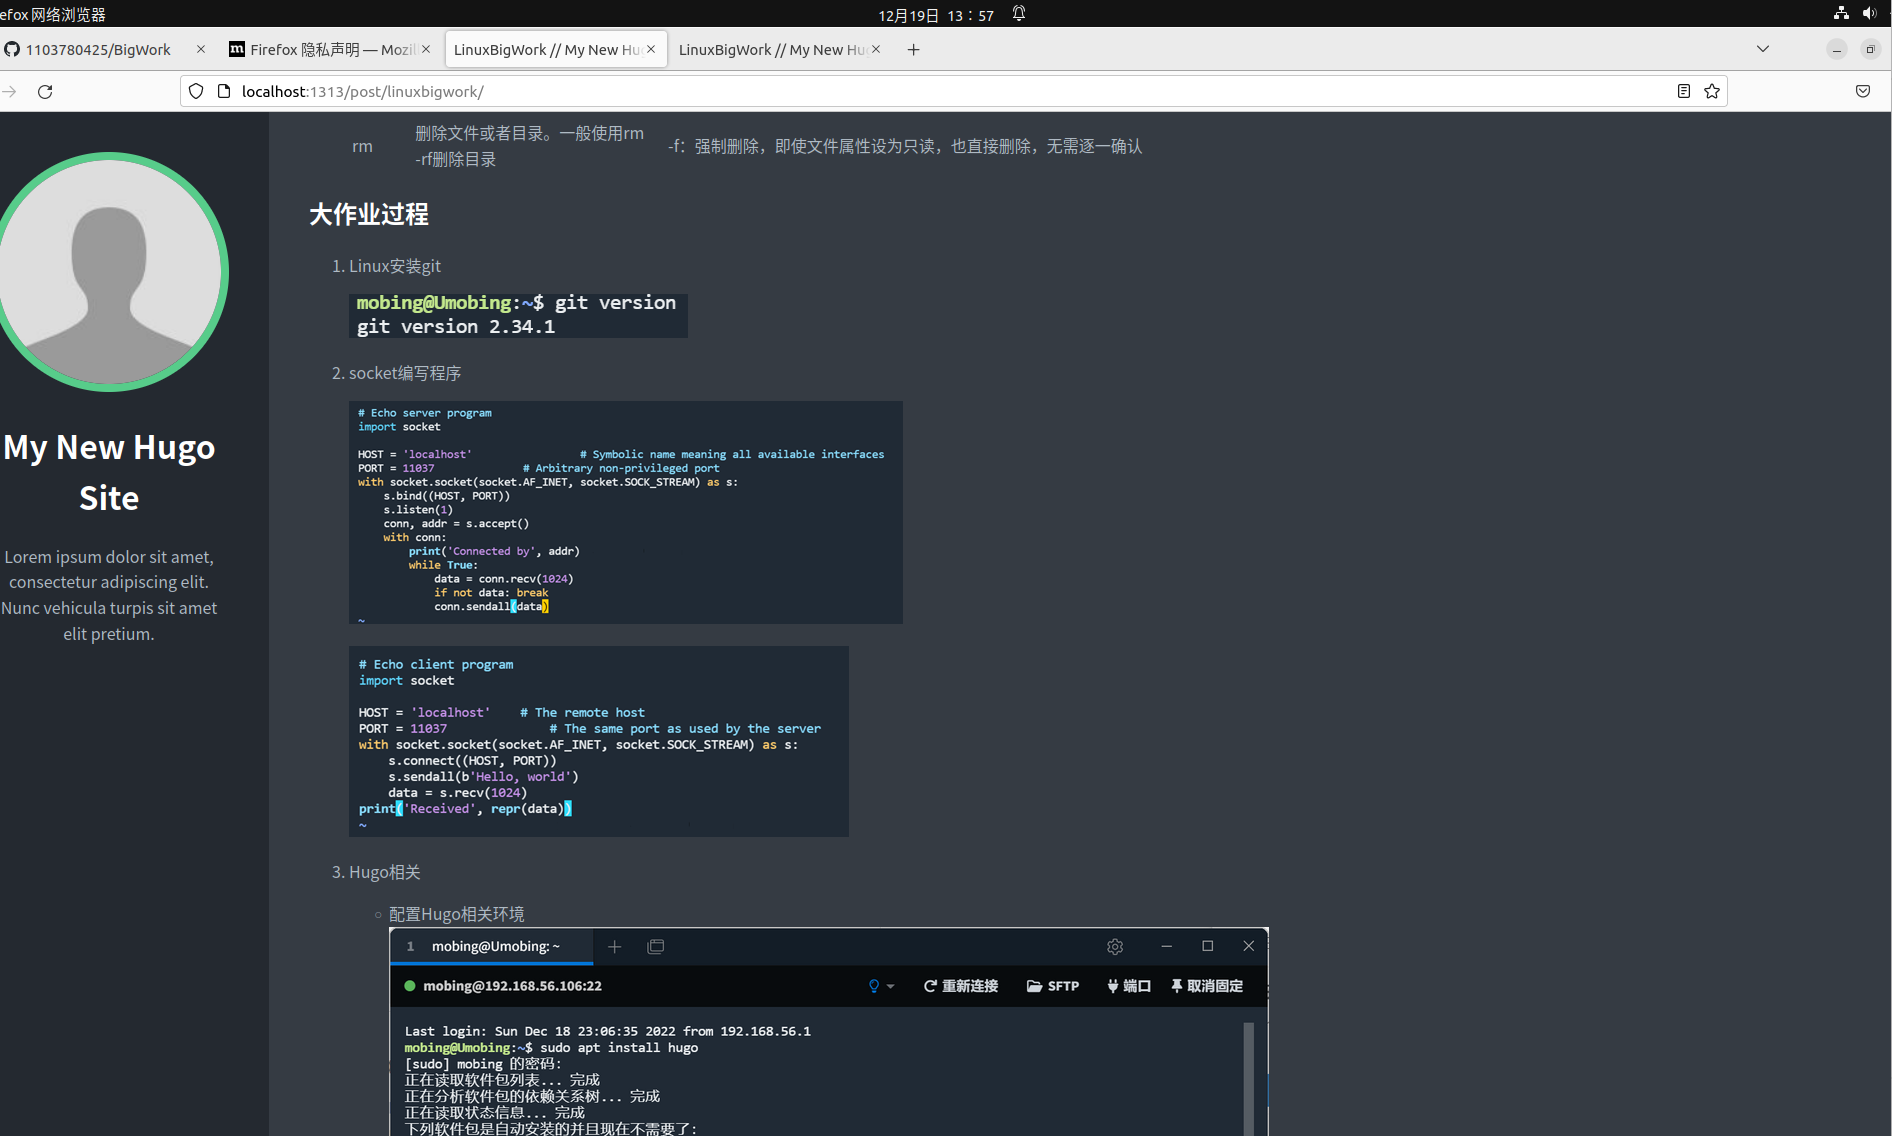 efox 网络浏览器
12月19日 13：57
1103780425/BigWork
Firefox 隐私声明 — Mozil
LinuxBigWork // My New Hu
LinuxBigWork // My New Hu
localhost:1313/post/linuxbigwork/
My New Hugo
Site
Lorem ipsum dolor sit amet,
consectetur adipiscing elit.
Nunc vehicula turpis sit amet
elit pretium.
rm
删除文件或者目录。一般使用rm
-rf删除目录
-f：强制删除，即使文件属性设为只读，也直接删除，无需逐一确认
大作业过程
1. Linux安装git
mobing@Umobing:~$ git version
git version 2.34.1
2. socket编写程序
# Echo server program
import socket
HOST = 'localhost' # Symbolic name meaning all available interfaces
PORT = 11037 # Arbitrary non-privileged port
with socket.socket(socket.AF_INET, socket.SOCK_STREAM) as s:
s.bind((HOST, PORT))
s.listen(1)
conn, addr = s.accept()
with conn:
print('Connected by', addr)
while True:
data = conn.recv(1024)
if not data: break
conn.sendall(data)
~
# Echo client program
import socket
HOST = 'localhost' # The remote host
PORT = 11037 # The same port as used by the server
with socket.socket(socket.AF_INET, socket.SOCK_STREAM) as s:
s.connect((HOST, PORT))
s.sendall(b'Hello, world')
data = s.recv(1024)
print('Received', repr(data))
~
3. Hugo相关
配置Hugo相关环境
1 mobing@Umobing: ~
mobing@192.168.56.106:22
重新连接 SFTP 端口 取消固定
Last login: Sun Dec 18 23:06:35 2022 from 192.168.56.1
mobing@Umobing:~$ sudo apt install hugo
[sudo] mobing 的密码：
正在读取软件包列表... 完成
正在分析软件包的依赖关系树... 完成
正在读取状态信息... 完成
下列软件包是自动安装的并且现在不需要了：